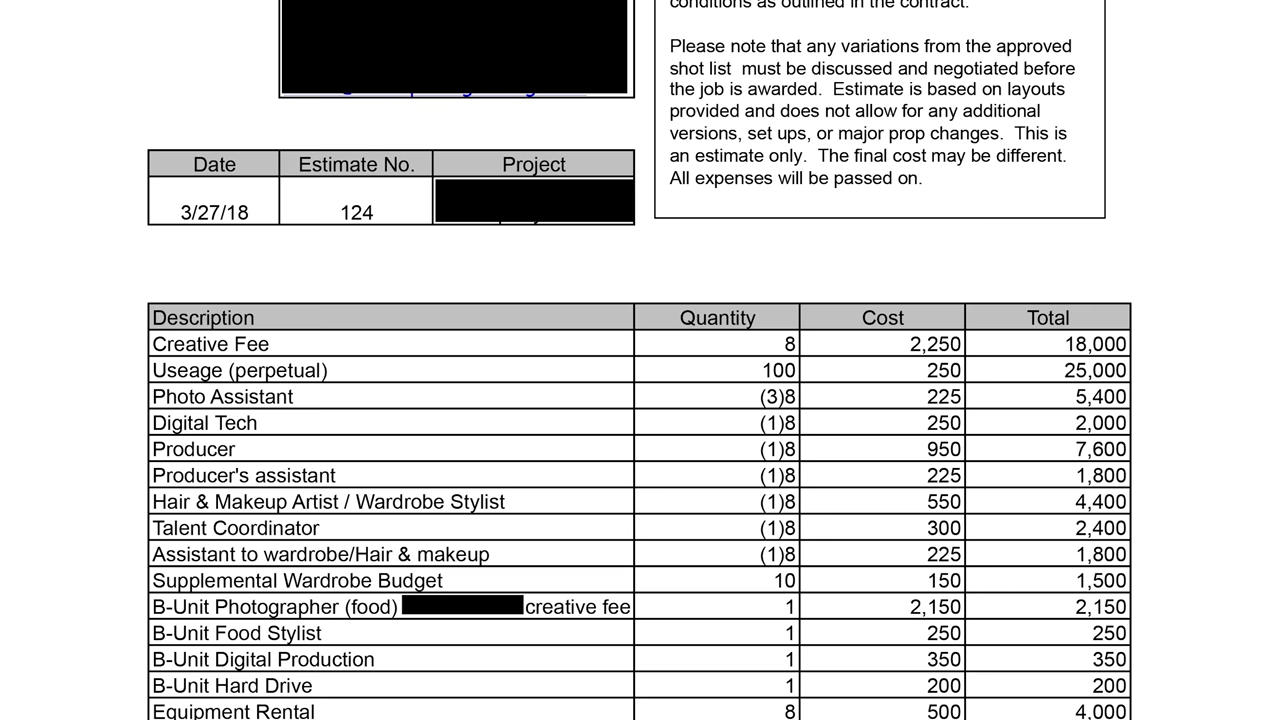 conditions as outlined in the contract.
Please note that any variations from the approved
shot list  must be discussed and negotiated before
the job is awarded.  Estimate is based on layouts
provided and does not allow for any additional
versions, set ups, or major prop changes.  This is
an estimate only.  The final cost may be different.
All expenses will be passed on.
Date Estimate No. Project
3/27/18 124
Description Quantity Cost Total
Creative Fee 8 2,250 18,000
Useage (perpetual) 100 250 25,000
Photo Assistant (3)8 225 5,400
Digital Tech (1)8 250 2,000
Producer (1)8 950 7,600
Producer's assistant (1)8 225 1,800
Hair & Makeup Artist / Wardrobe Stylist (1)8 550 4,400
Talent Coordinator (1)8 300 2,400
Assistant to wardrobe/Hair & makeup (1)8 225 1,800
Supplemental Wardrobe Budget 10 150 1,500
B-Unit Photographer (food) creative fee 1 2,150 2,150
B-Unit Food Stylist 1 250 250
B-Unit Digital Production 1 350 350
B-Unit Hard Drive 1 200 200
Equipment Rental 8 500 4,000